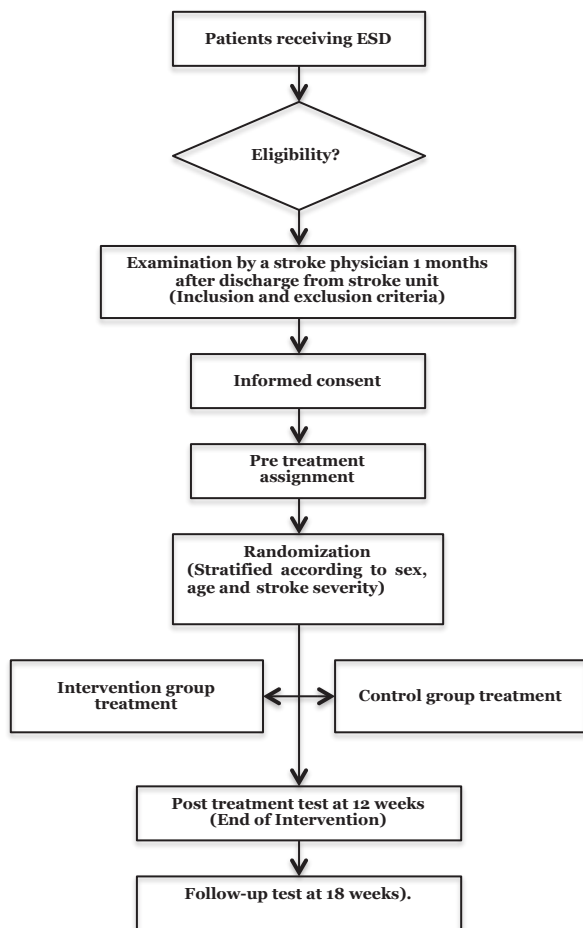 Patients receiving ESD
Eligibility?
Examination by a stroke physician 1 months
after discharge from stroke unit
(Inclusion and exclusion criteria)
Informed consent
Pre treatment
assignment
Randomization
(Stratified according to sex,
age and stroke severity)
Intervention group
treatment
Control group treatment
Post treatment test at 12 weeks
(End of Intervention)
Follow-up test at 18 weeks).